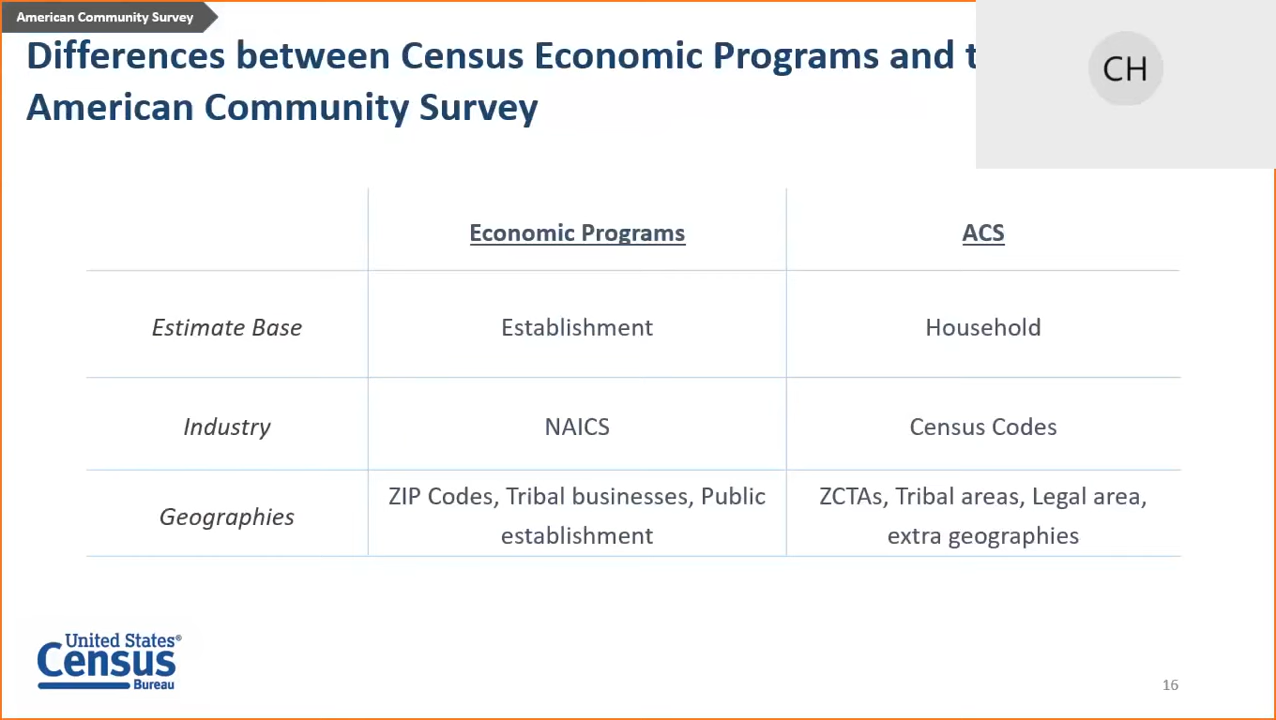 American Community Survey
Differences between Census Economic Programs and
American Community Survey
CH
Economic Programs
ACS
Estimate Base
Establishment
Household
Industry
NAICS
Census Codes
Geographies
ZIP Codes, Tribal businesses, Public
establishment
ZCTAs, Tribal areas, Legal area,
extra geographies
United States®
Census
Bureau
16